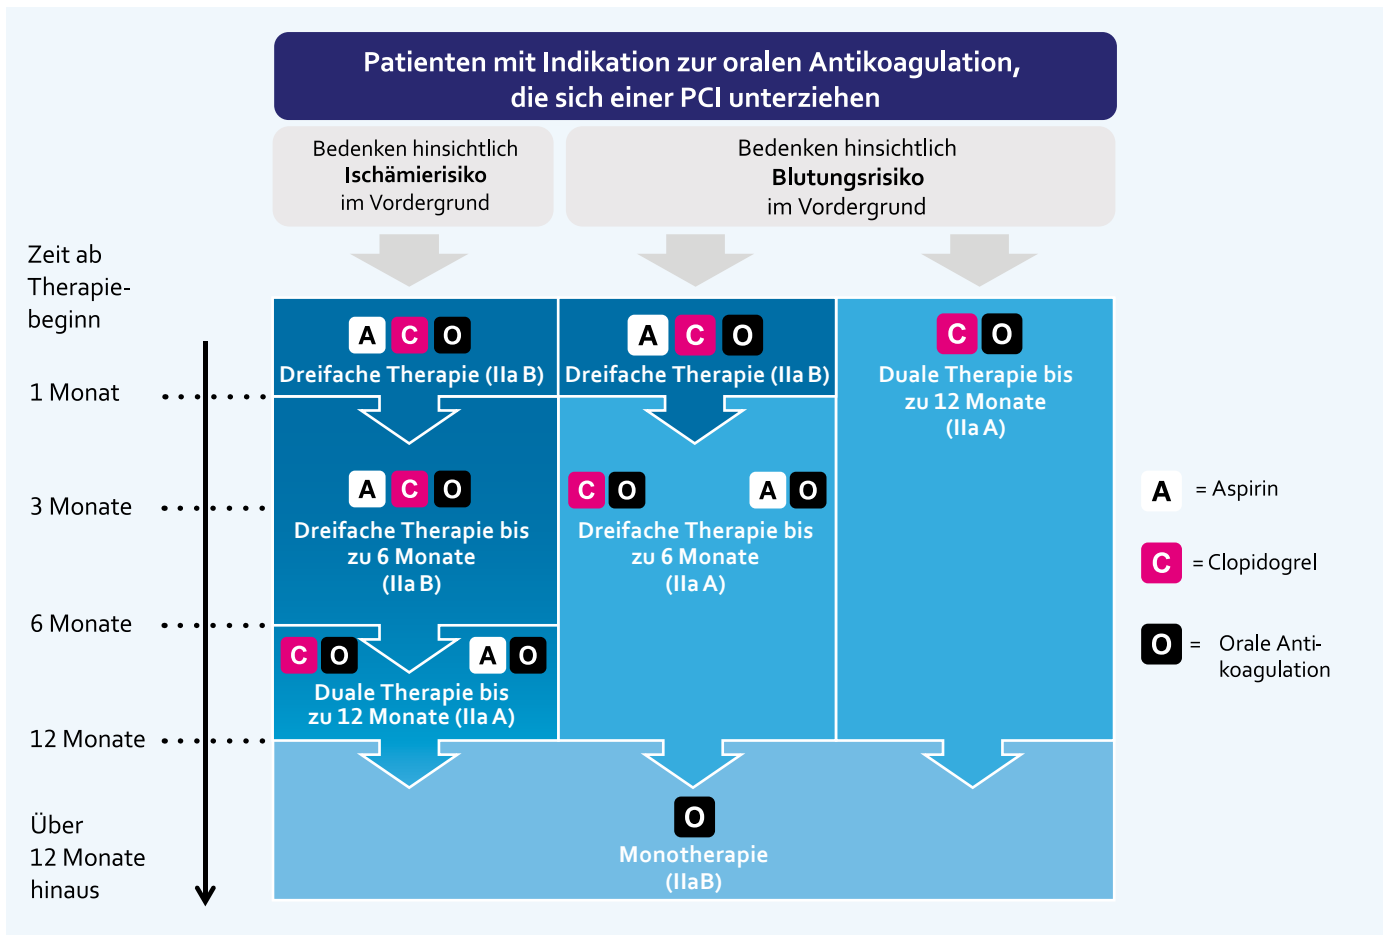 Patienten mit Indikation zur oralen Antikoagulation,
die sich einer PCI unterziehen
Bedenken hinsichtlich
Ischämierisiko
im Vordergrund
Bedenken hinsichtlich
Blutungsrisiko
im Vordergrund
Zeit ab
Therapie-
beginn
1 Monat
3 Monate
6 Monate
12 Monate
Über
12 Monate
hinaus
A C O
Dreifache Therapie (IIa B)
A C O
Dreifache Therapie (IIa B)
C O
Duale Therapie bis
zu 12 Monate
(IIa A)
A C O
Dreifache Therapie bis
zu 6 Monate
(IIa B)
C O A O
Dreifache Therapie bis
zu 6 Monate
(IIa A)
C O A O
Duale Therapie bis
zu 12 Monate (IIa A)
O
Monotherapie
(IIaB)
A = Aspirin
C = Clopidogrel
O = Orale Anti-
koagulation